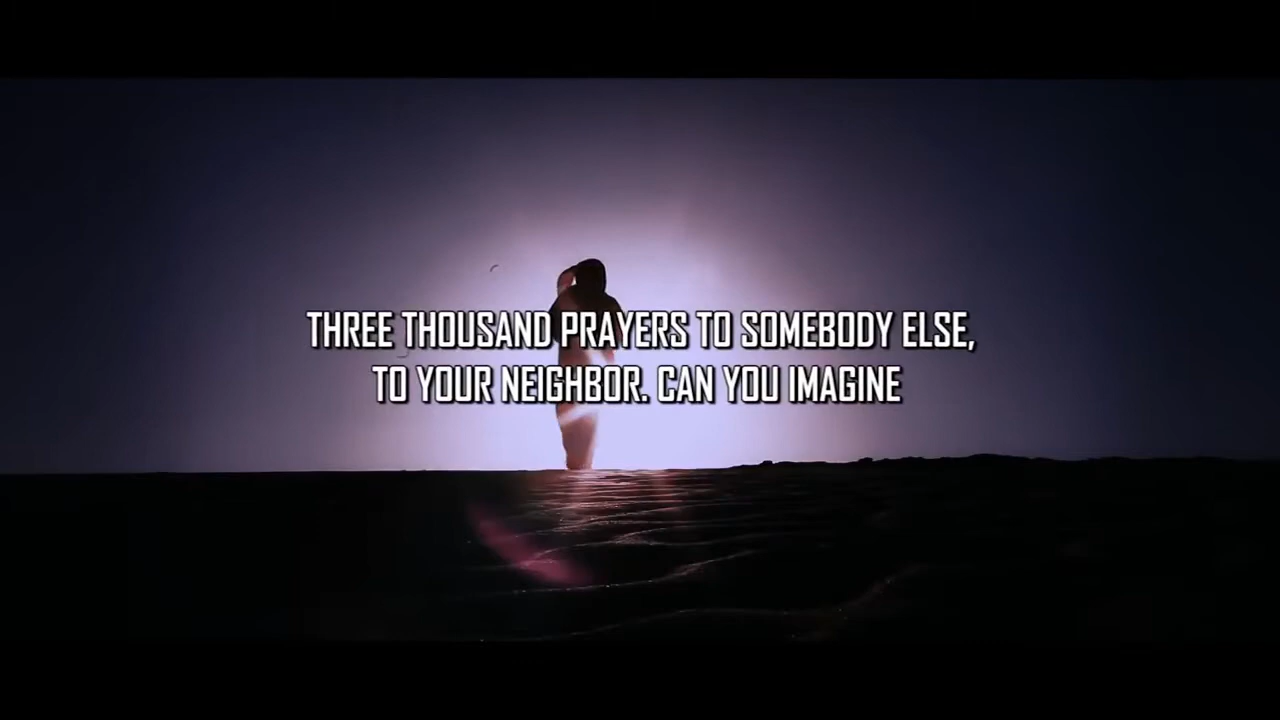 THREE THOUSAND PRAYERS TO SOMEBODY ELSE,
TO YOUR NEIGHBOR. CAN YOU IMAGINE